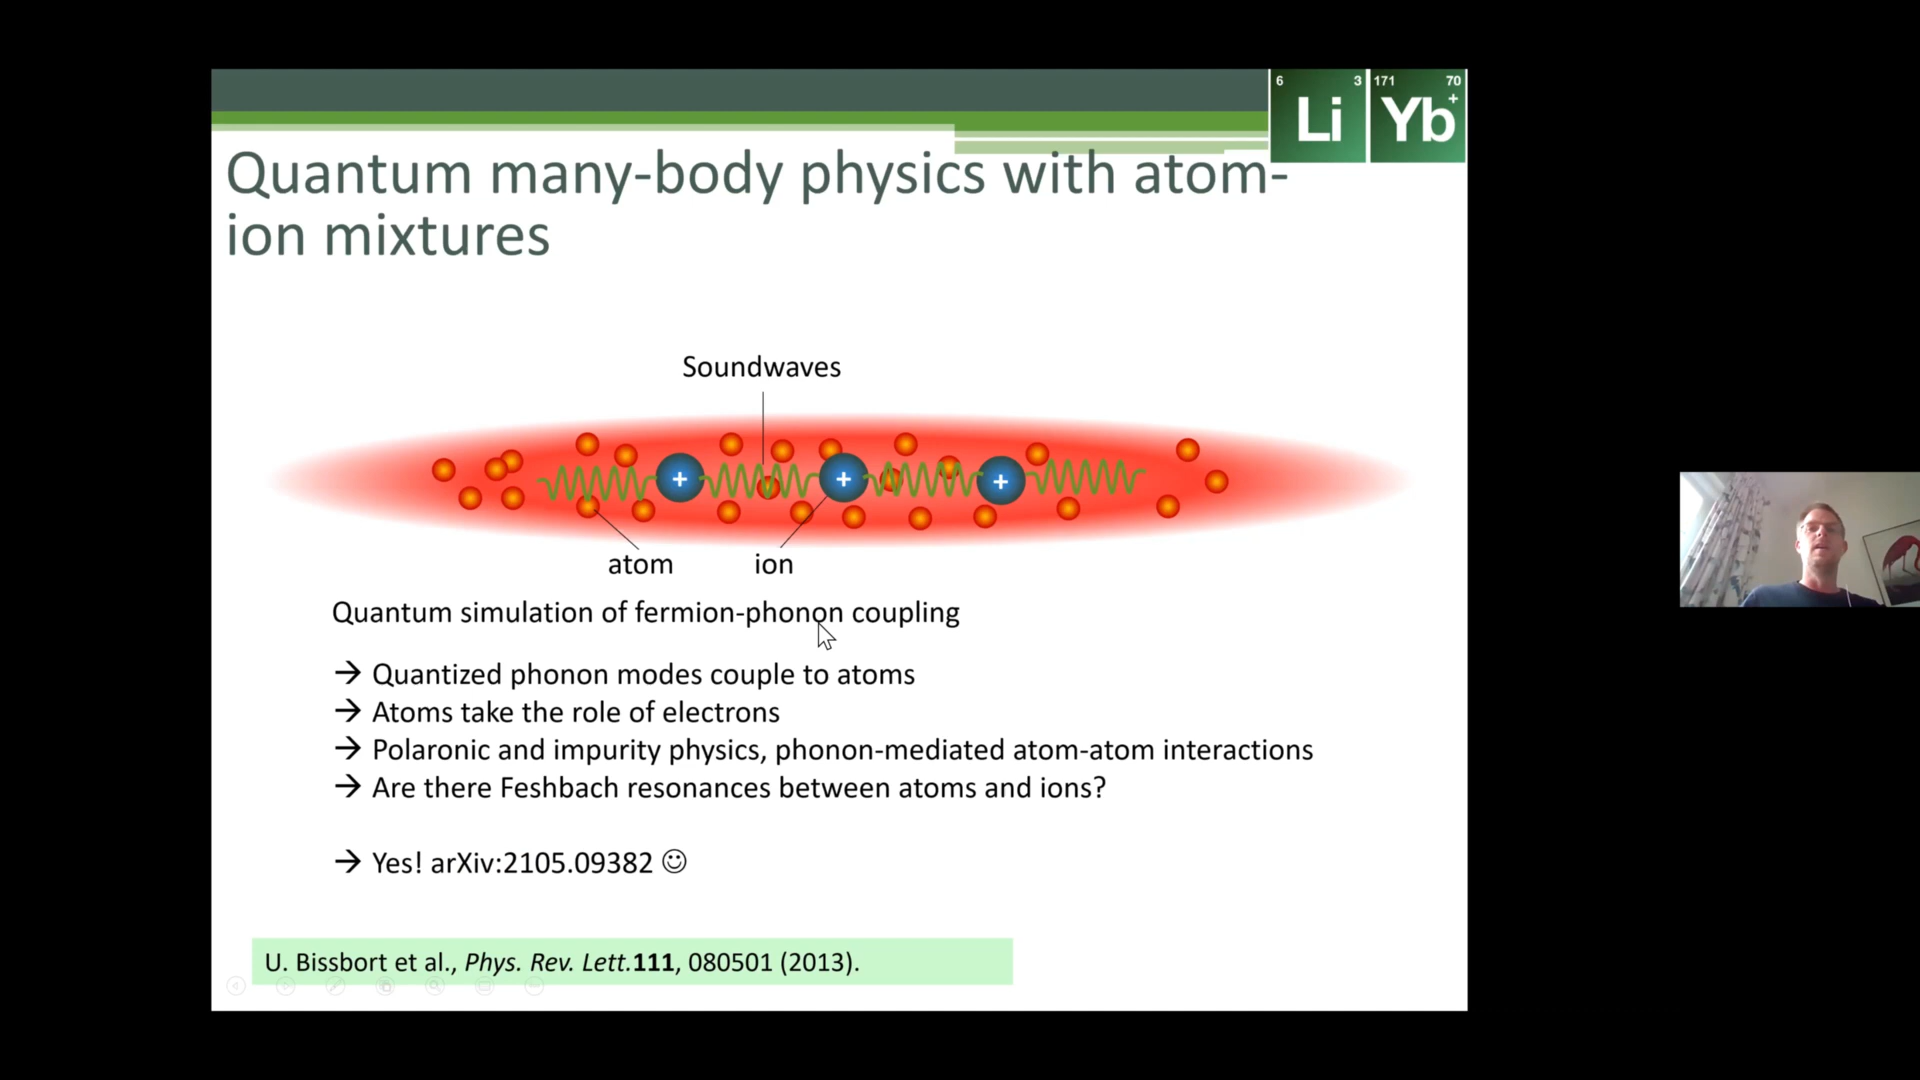 6 3 171 70
Li Yb+
Quantum many-body physics with atom-
ion mixtures
Soundwaves
+ + +
atom ion
Quantum simulation of fermion-phonon coupling
→ Quantized phonon modes couple to atoms
→ Atoms take the role of electrons
→ Polaronic and impurity physics, phonon-mediated atom-atom interactions
→ Are there Feshbach resonances between atoms and ions?
→ Yes! arXiv:2105.09382 ☺
U. Bissbort et al., Phys. Rev. Lett.111, 080501 (2013).